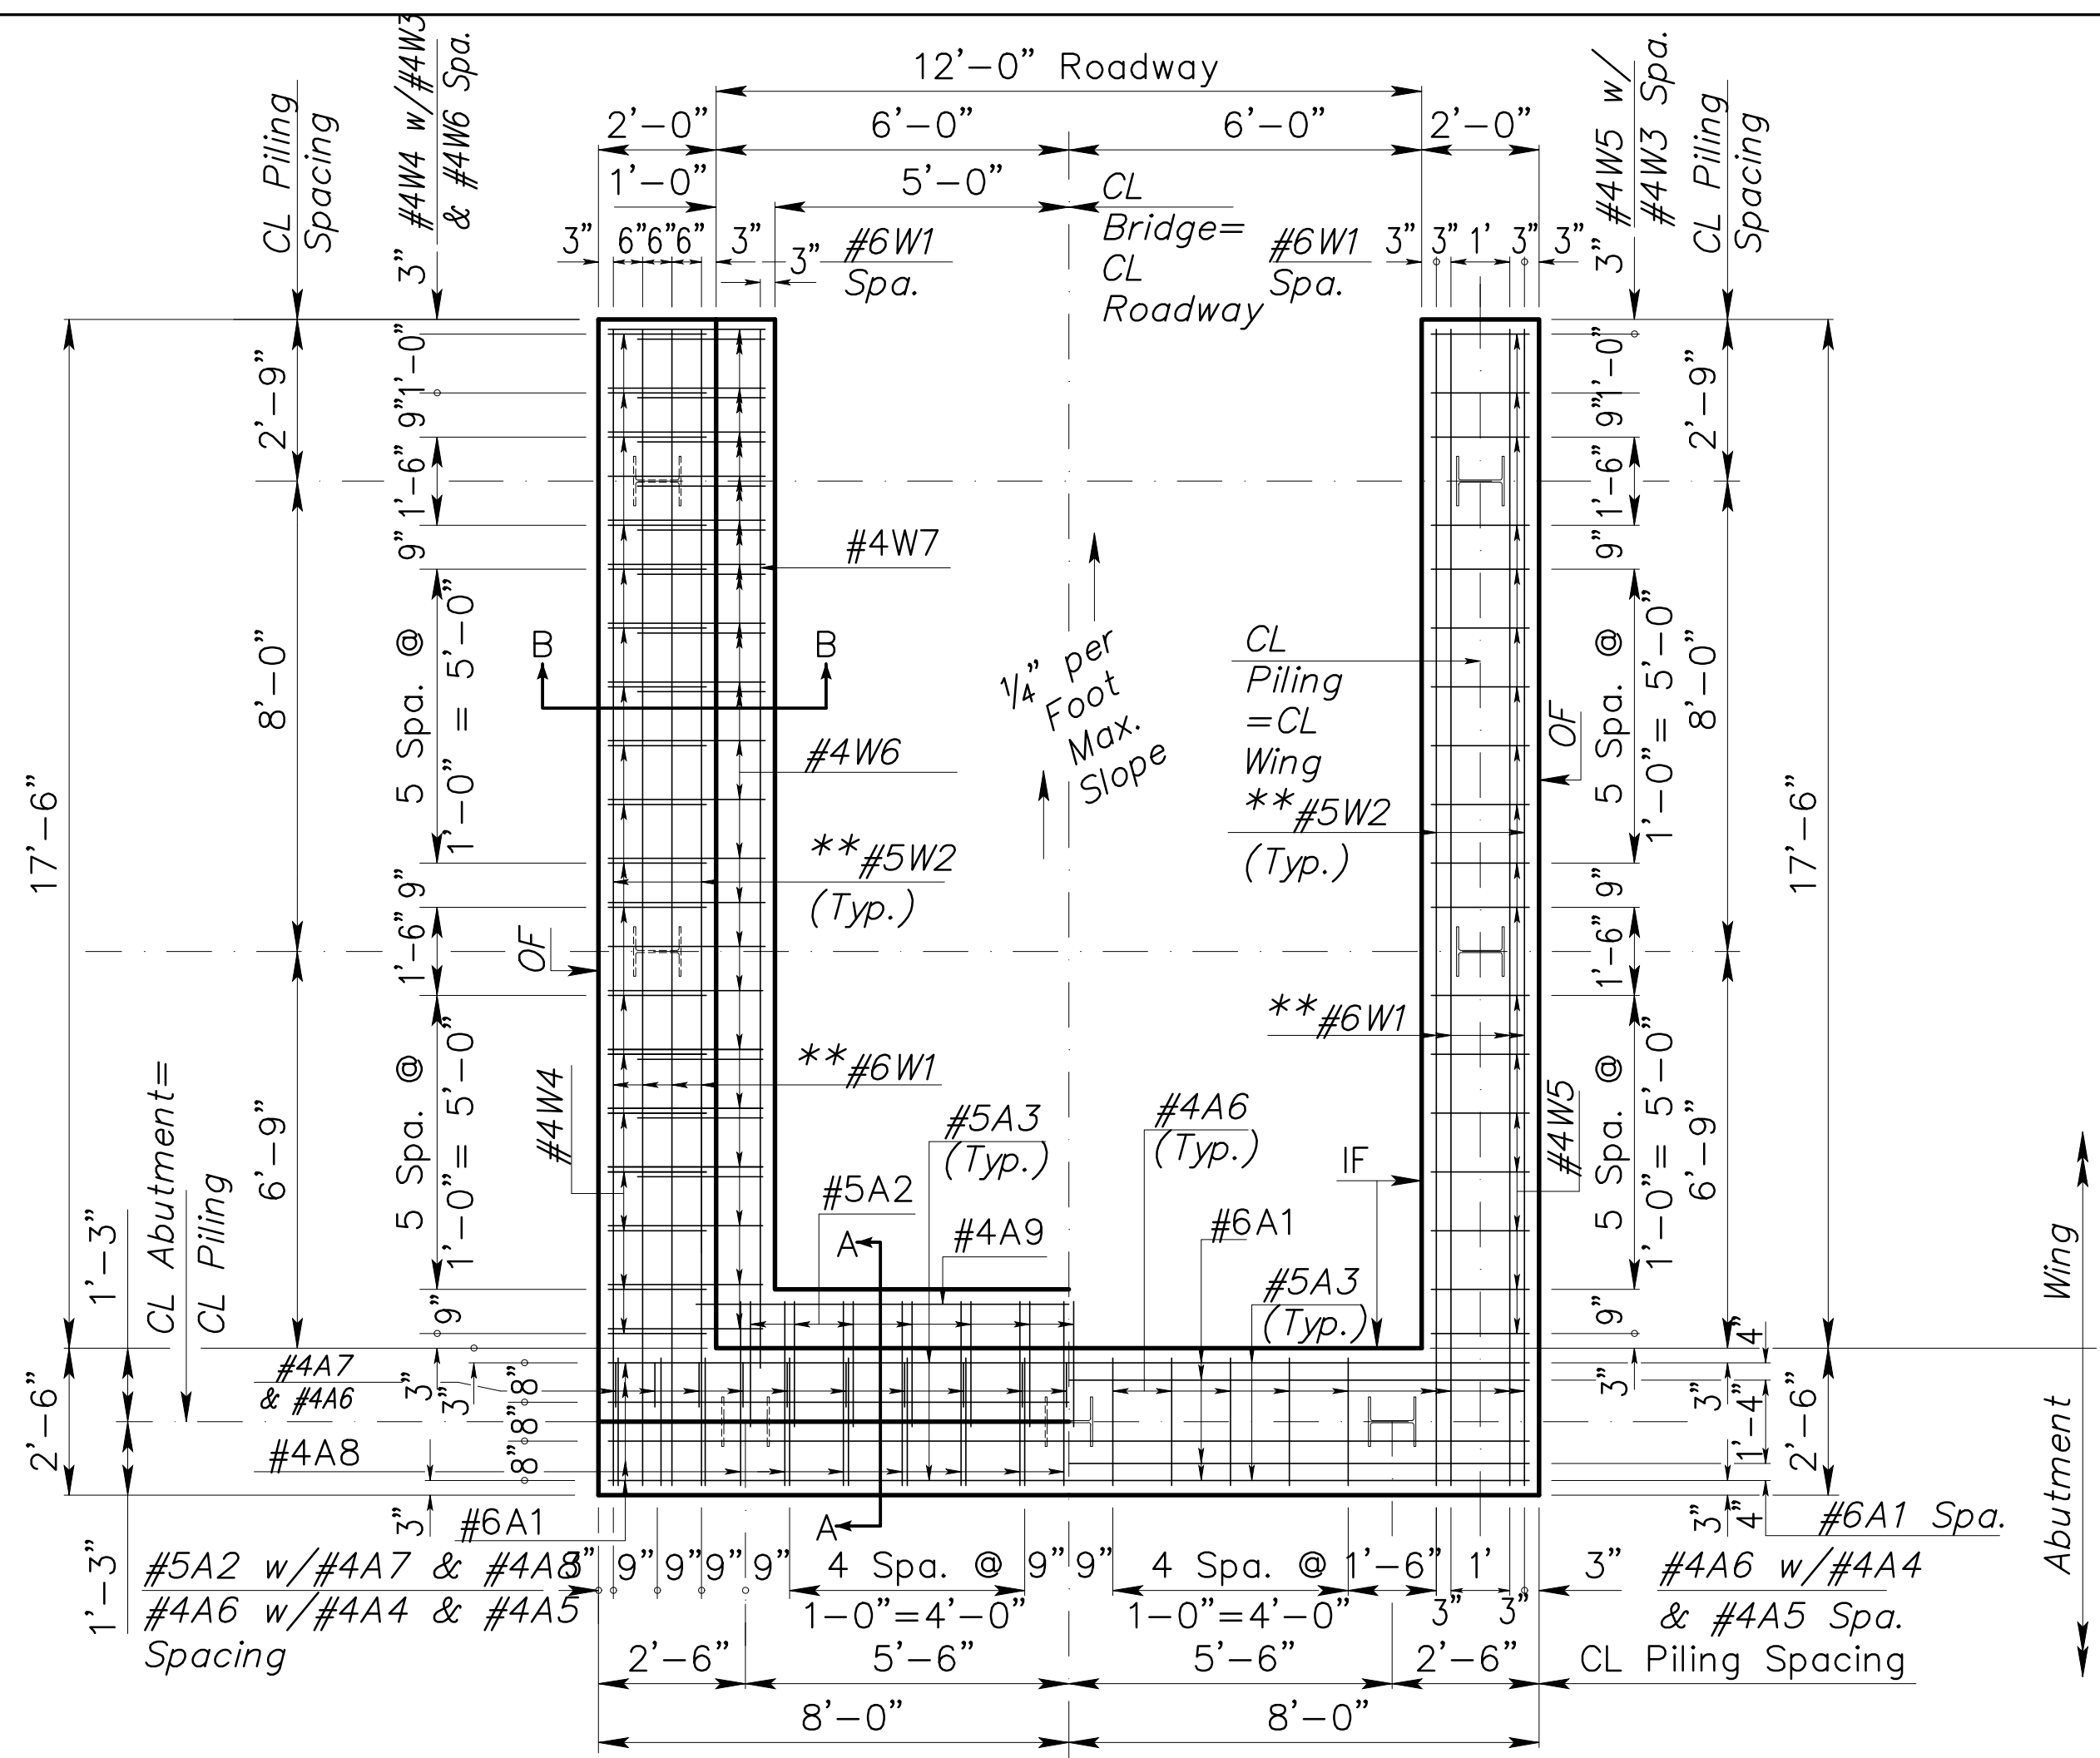 12'-0" Roadway
2'-0" 6'-0" 6'-0" 2'-0"
1'-0" 5'-0"
CL Piling
Spacing
3" #4W4 w/#4W3
& #4W6 Spa.
3" 6" 6" 6" 3"
3"
#6W1
Spa.
CL
Bridge=
CL
Roadway
#6W1
Spa.
3" 3" 1' 3" 3"
3" #4W5 w/
#4W3 Spa.
CL Piling
Spacing
17'-6"
2'-9"
8'-0"
6'-9"
1'-0"
9"
1'-6"
9"
5 Spa. @
1'-0" = 5'-0"
9"
1'-6"
5 Spa. @
1'-0" = 5'-0"
9"
#4W7
B B
#4W6
**#5W2
(Typ.)
OF
**#6W1
#4W4
1/4" per
Foot
Max.
Slope
CL
Piling
=CL
Wing
**#5W2
(Typ.)
**#6W1
OF
#4W5
1'-0"
9"
1'-6"
9"
5 Spa. @
1'-0" = 5'-0"
9"
1'-6"
5 Spa. @
1'-0" = 5'-0"
9"
2'-9"
8'-0"
6'-9"
17'-6"
#5A3
(Typ.)
#4A6
(Typ.)
IF
#5A2
#4A9
A
#6A1
#5A3
(Typ.)
CL Abutment=
CL Piling
1'-3"
2'-6"
1'-3"
#4A7
& #4A6
#4A8
3"
3"
8"
8"
8"
3"
#6A1
A
3"
4"
3"
1'-4"
2'-6"
3"
4"
Wing
Abutment
#6A1 Spa.
#5A2 w/#4A7 & #4A8
#4A6 w/#4A4 & #4A5
Spacing
3" 9" 9" 9" 9" 4 Spa. @ 9" 9" 4 Spa. @ 1'-6" 1' 3"
1-0"=4'-0" 1-0"=4'-0" 3" 3"
#4A6 w/#4A4
& #4A5 Spa.
2'-6" 5'-6" 5'-6" 2'-6" CL Piling Spacing
8'-0" 8'-0"